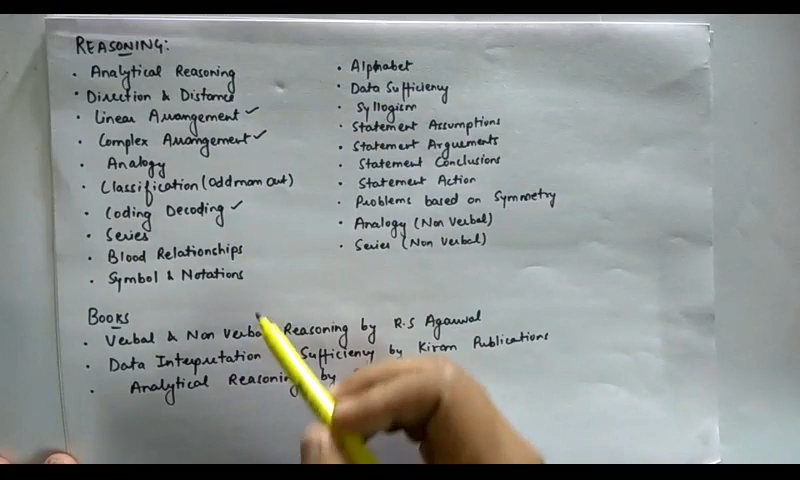 REASONING:
• Analytical Reasoning
• Direction & Distance
• Linear Arrangement ✓
• Complex Arrangement ✓
• Analogy
• Classification (Odd man out)
• Coding Decoding ✓
• Series
• Blood Relationships
• Symbol & Notations
• Alphabet
• Data Sufficiency
• Syllogism
• Statement Assumptions
• Statement Arguements
• Statement Conclusions
• Statement Action
• Problems based on Symmetry
• Analogy (Non Verbal)
• Series (Non Verbal)
BOOKS
• Verbal & Non Verbal Reasoning by R.S Agarwal
• Data Interpretation Sufficiency by Kiran Publications
• Analytical Reasoning by